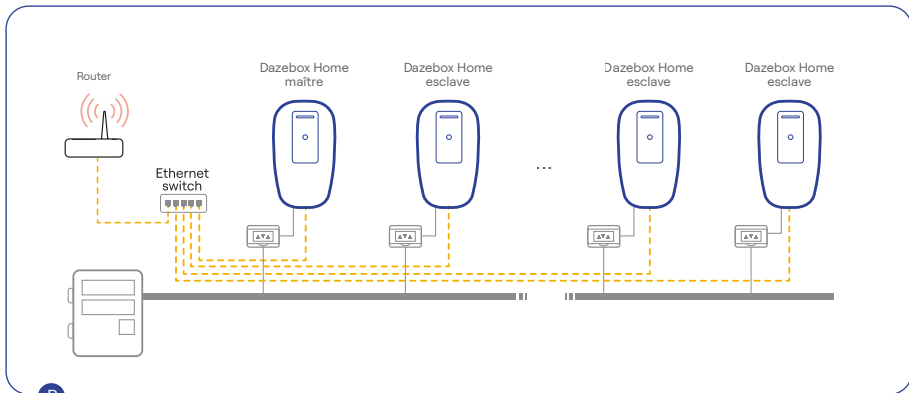 Router
Dazebox Home
maître
Dazebox Home
esclave
Dazebox Home
esclave
Dazebox Home
esclave
Ethernet
switch
...